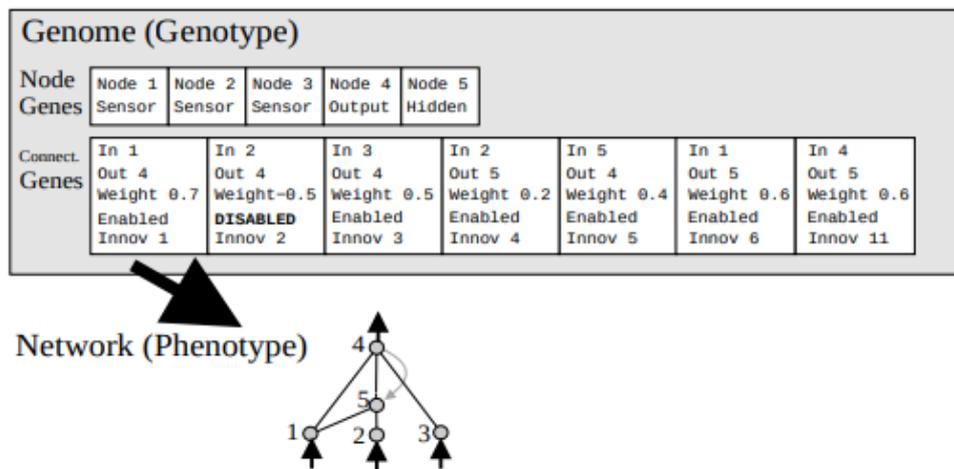 Genome (Genotype)
Node Genes
Node 1 Sensor
Node 2 Sensor
Node 3 Sensor
Node 4 Output
Node 5 Hidden
Connect. Genes
In 1
Out 4
Weight 0.7
Enabled
Innov 1
In 2
Out 4
Weight−0.5
DISABLED
Innov 2
In 3
Out 4
Weight 0.5
Enabled
Innov 3
In 2
Out 5
Weight 0.2
Enabled
Innov 4
In 5
Out 4
Weight 0.4
Enabled
Innov 5
In 1
Out 5
Weight 0.6
Enabled
Innov 6
In 4
Out 5
Weight 0.6
Enabled
Innov 11
Network (Phenotype)
4
5
1
2
3